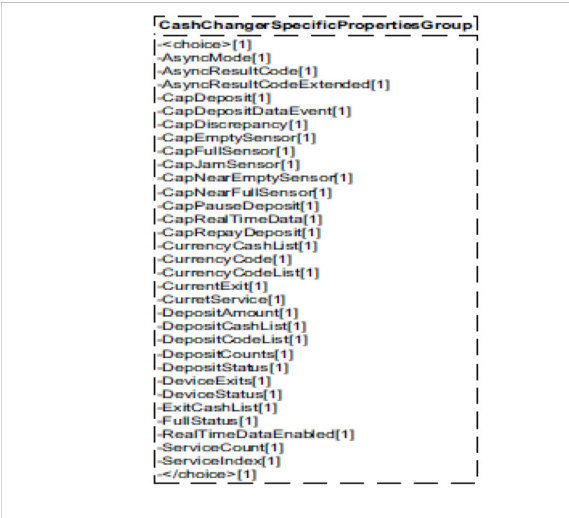 CashChangerSpecificPropertiesGroup
-<choice>[1]
-AsyncMode[1]
-AsyncResultCode[1]
-AsyncResultCodeExtended[1]
-CapDeposit[1]
-CapDepositDataEvent[1]
-CapDiscrepancy[1]
-CapEmptySensor[1]
-CapFullSensor[1]
-CapJamSensor[1]
-CapNearEmptySensor[1]
-CapNearFullSensor[1]
-CapPauseDeposit[1]
-CapRealTimeData[1]
-CapRepayDeposit[1]
-CurrencyCashList[1]
-CurrencyCode[1]
-CurrencyCodeList[1]
-CurrentExit[1]
-CurretService[1]
-DepositAmount[1]
-DepositCashList[1]
-DepositCodeList[1]
-DepositCounts[1]
-DepositStatus[1]
-DeviceExits[1]
-DeviceStatus[1]
-ExitCashList[1]
-FullStatus[1]
-RealTimeDataEnabled[1]
-ServiceCount[1]
-ServiceIndex[1]
-</choice>[1]